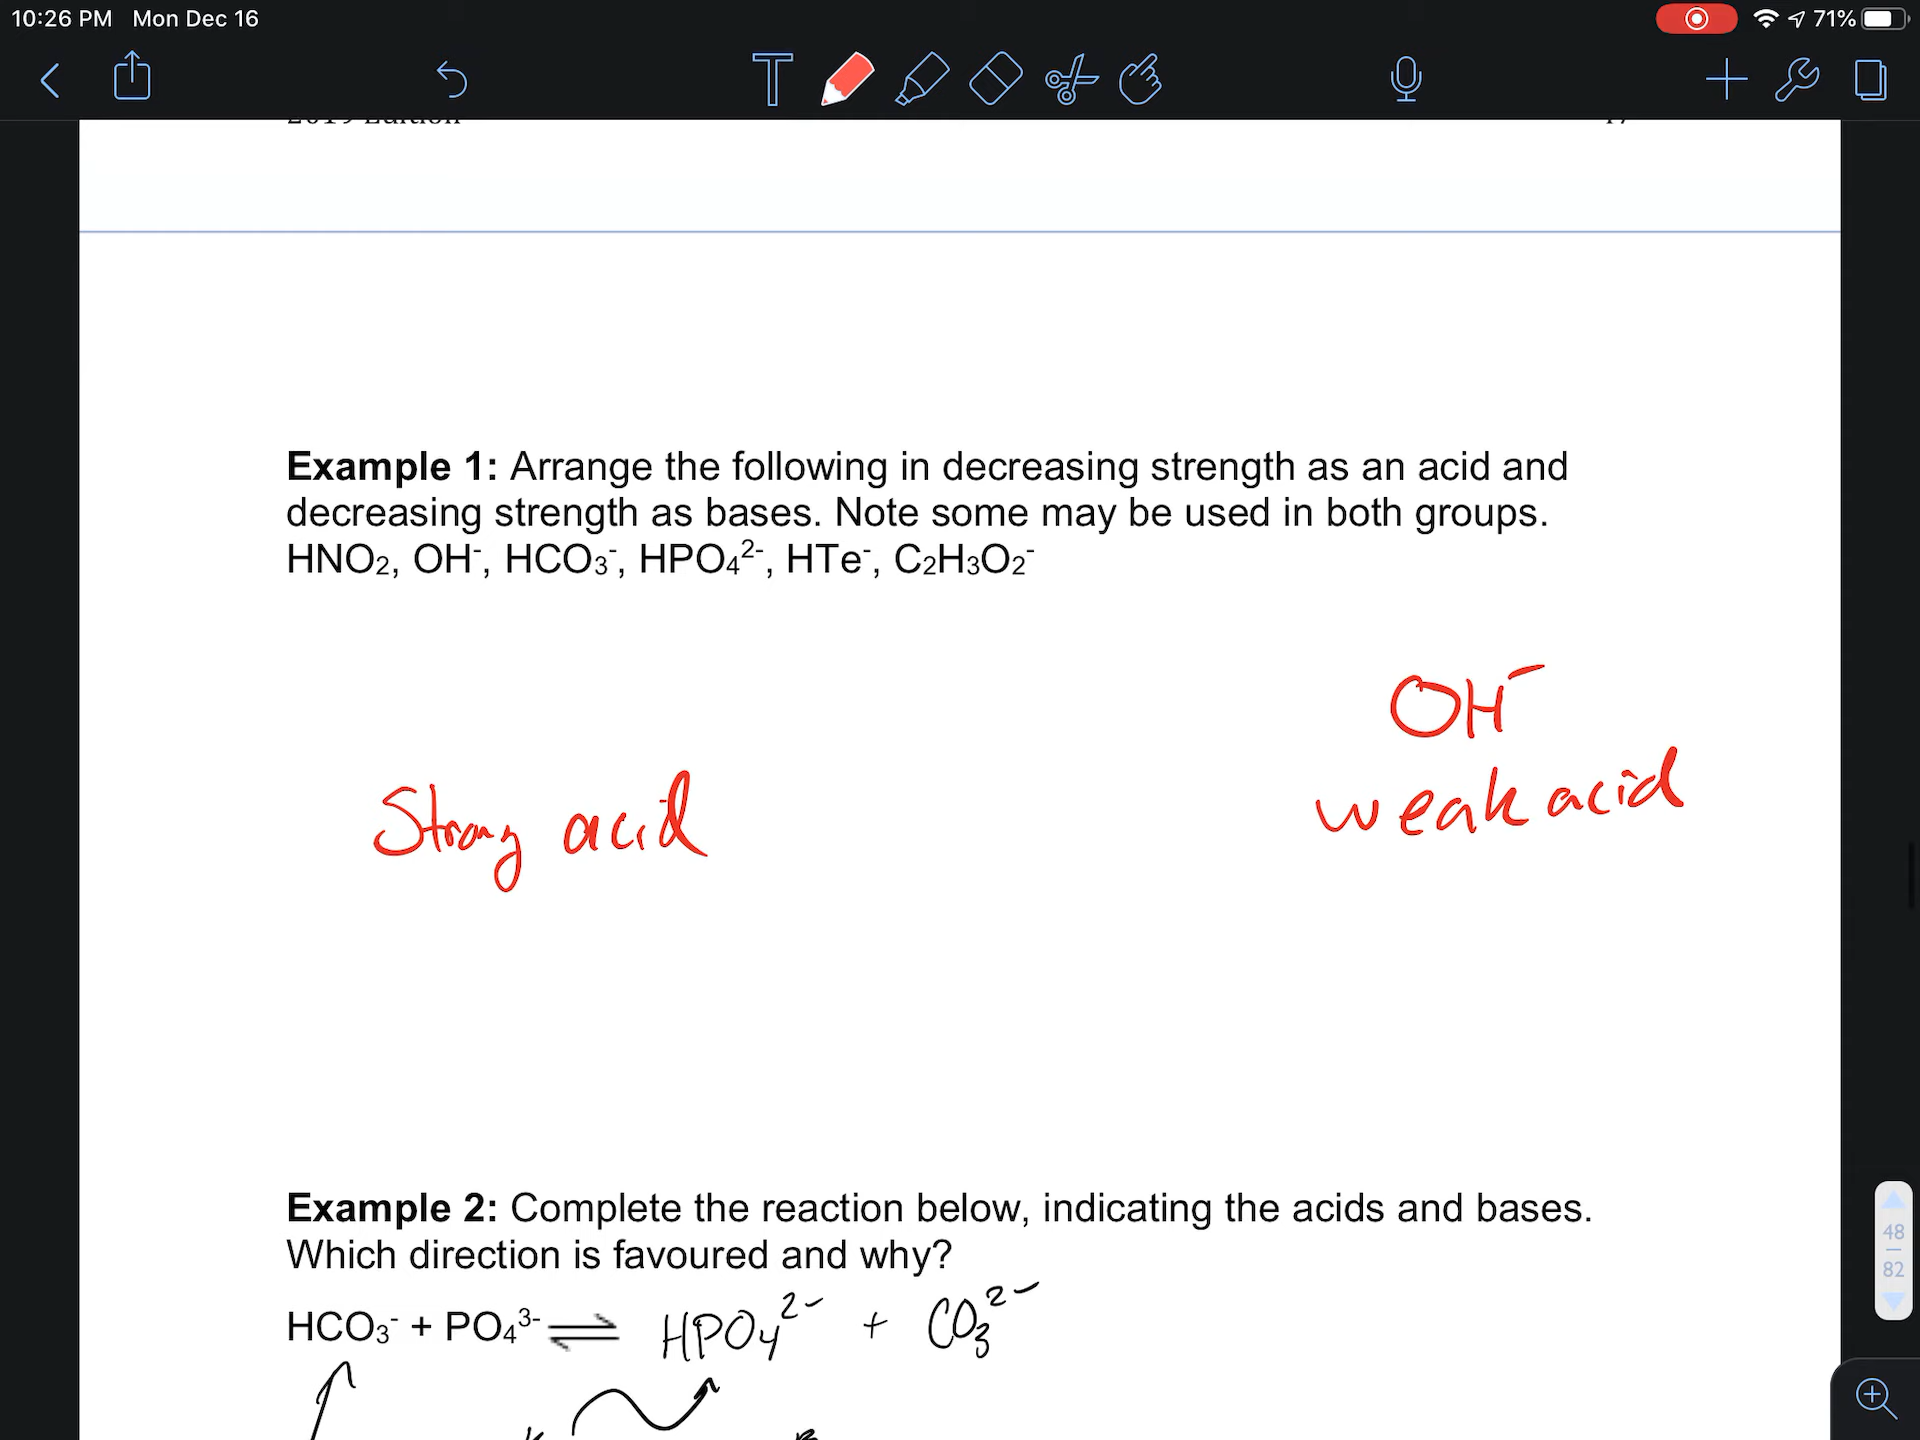 10:26 PM Mon Dec 16 71%
2019 Edition
Example 1: Arrange the following in decreasing strength as an acid and
decreasing strength as bases. Note some may be used in both groups.
HNO₂, OH⁻, HCO₃⁻, HPO₄²⁻, HTe⁻, C₂H₃O₂⁻
OH⁻
Strong acid weak acid
Example 2: Complete the reaction below, indicating the acids and bases.
Which direction is favoured and why?
HCO₃⁻ + PO₄³⁻ ⇌ HPO₄²⁻ + CO₃²⁻
48
82